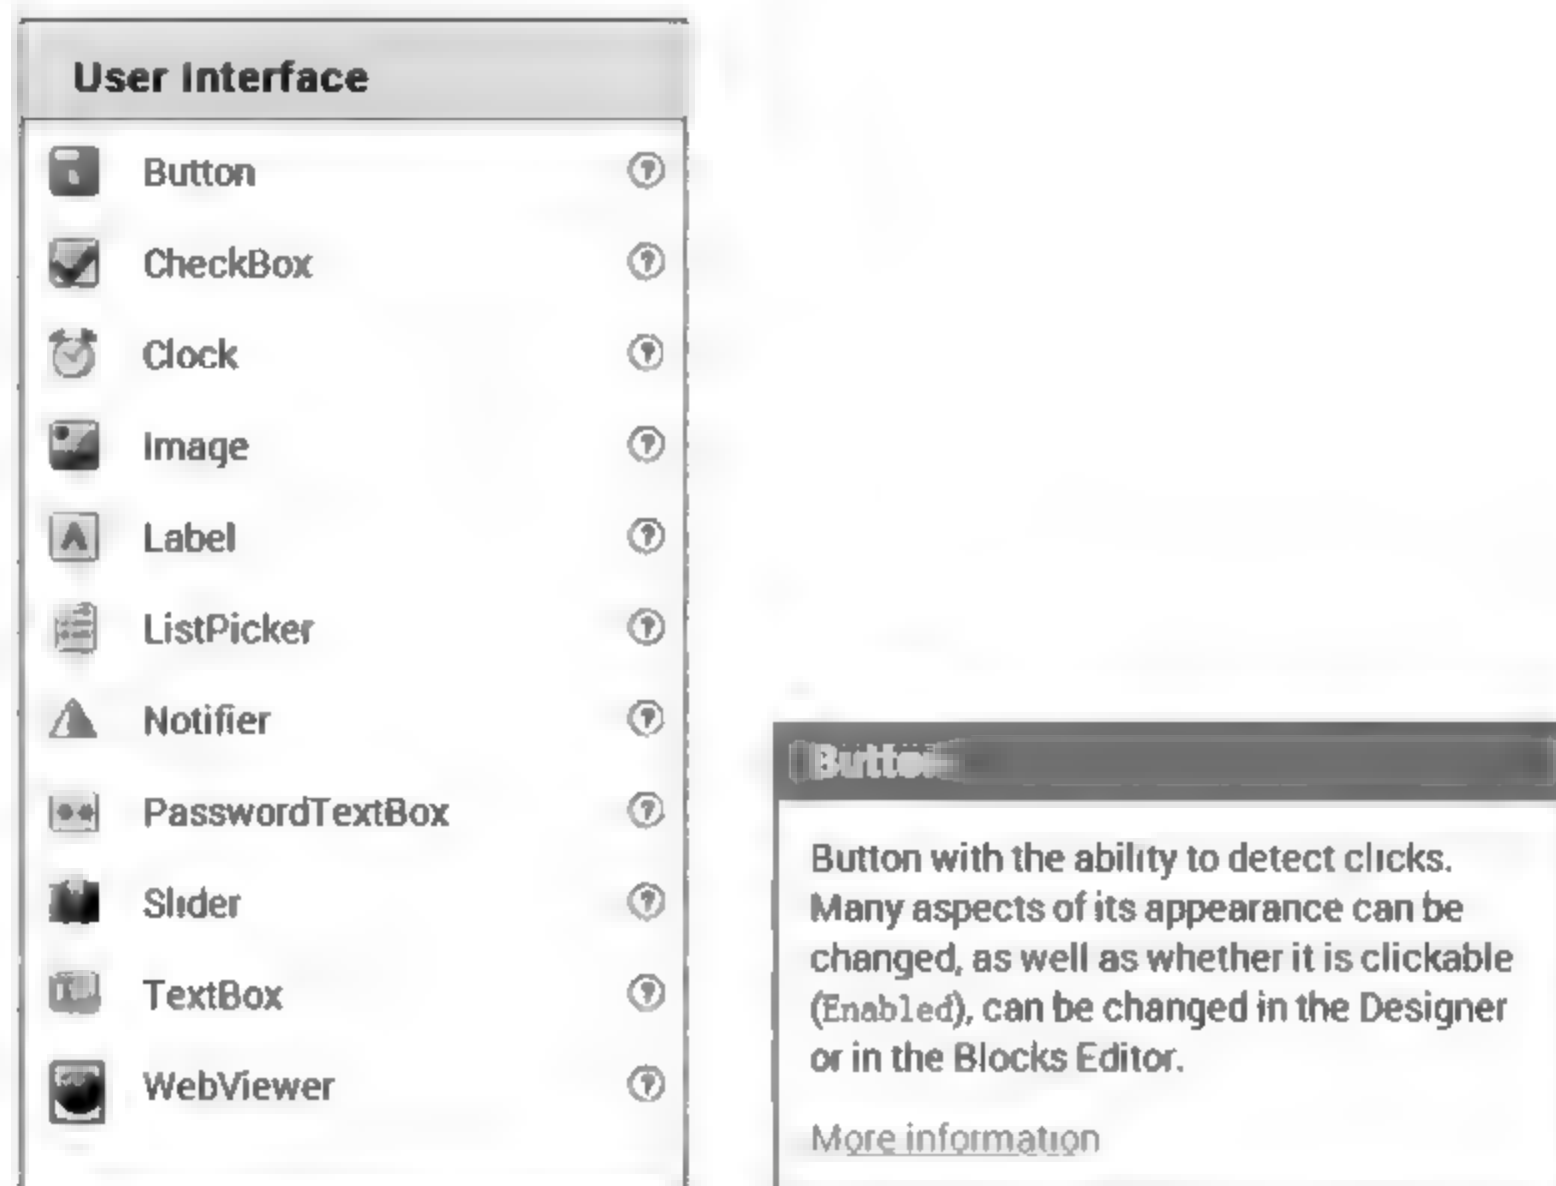 User Interface
Button
CheckBox
Clock
Image
Label
ListPicker
Notifier
PasswordTextBox
Slider
TextBox
WebViewer
Button
Button with the ability to detect clicks.
Many aspects of its appearance can be
changed, as well as whether it is clickable
(Enabled), can be changed in the Designer
or in the Blocks Editor.
More information